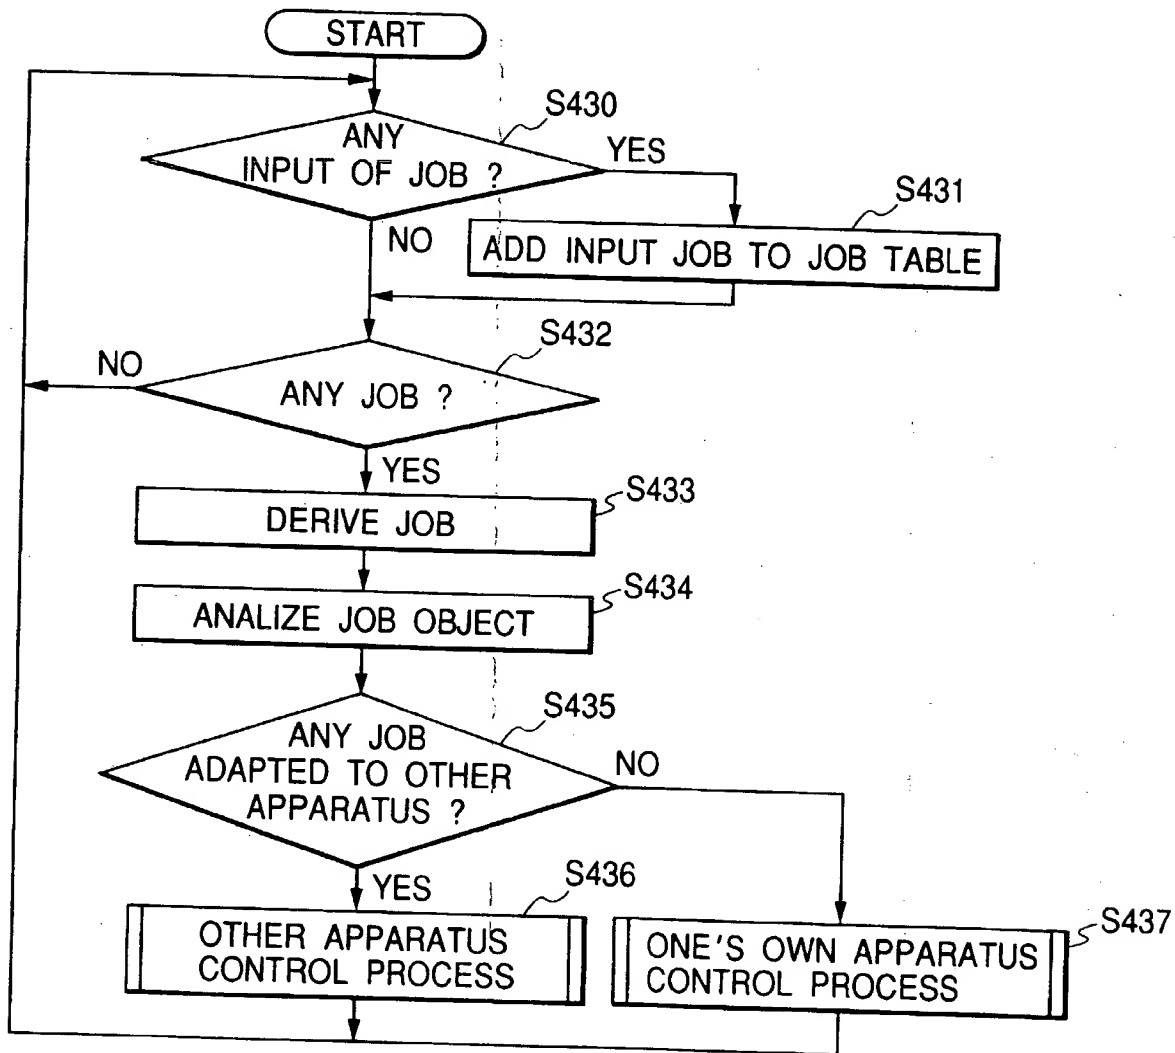 START
S430
ANY
INPUT OF JOB ?
YES
S431
NO
ADD INPUT JOB TO JOB TABLE
S432
NO
ANY JOB ?
YES
S433
DERIVE JOB
S434
ANALIZE JOB OBJECT
S435
ANY JOB
ADAPTED TO OTHER
APPARATUS ?
NO
YES
S436
OTHER APPARATUS
CONTROL PROCESS
S437
ONE'S OWN APPARATUS
CONTROL PROCESS